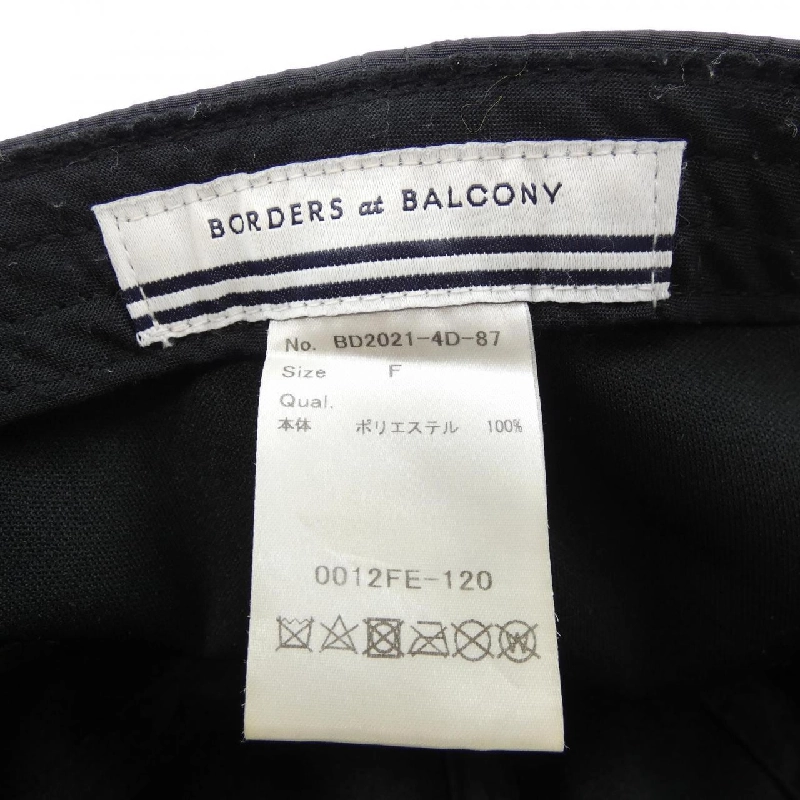 BORDERS at BALCONY
No. BD2021-4D-87
Size F
Qual.
本体 ポリエステル 100%
0012FE-120